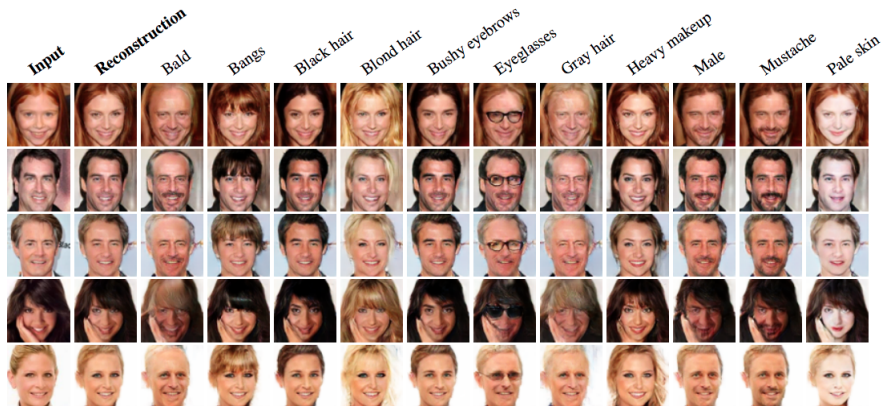 Input
Reconstruction
Bald
Bangs
Black hair
Blond hair
Bushy eyebrows
Eyeglasses
Gray hair
Heavy makeup
Male
Mustache
Pale skin